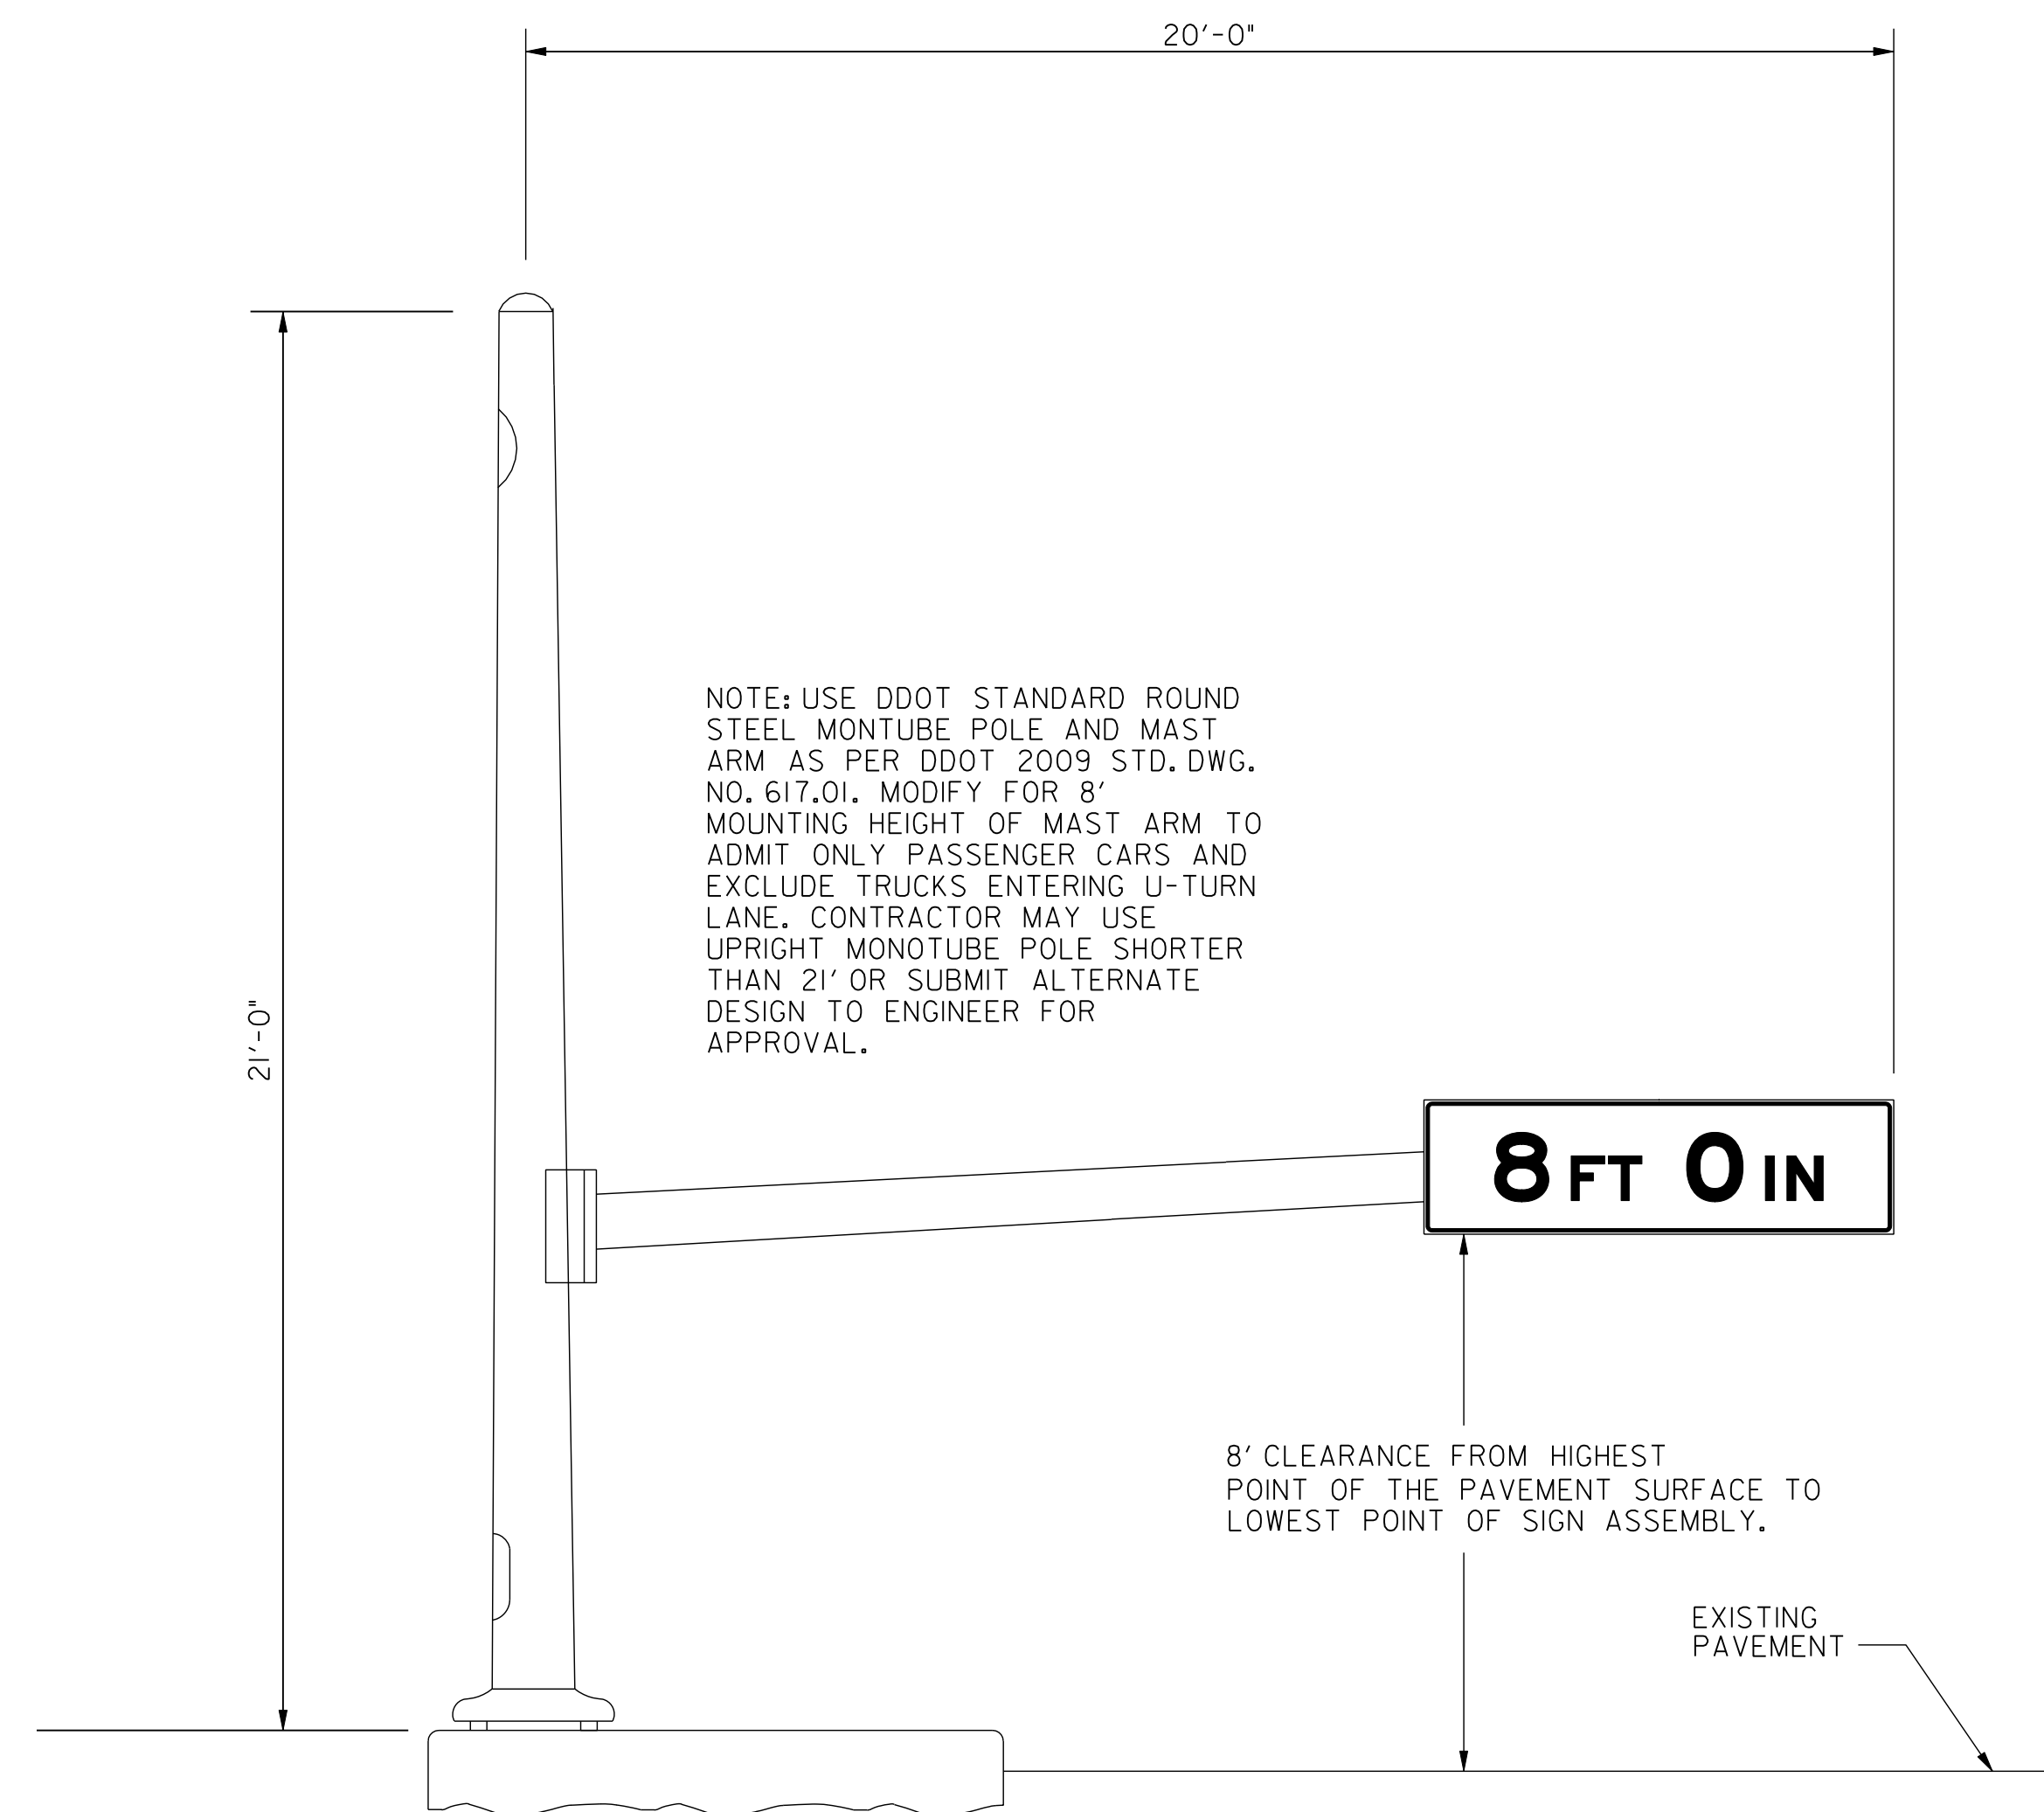 20'-0"
NOTE: USE DDOT STANDARD ROUND
STEEL MONTUBE POLE AND MAST
ARM AS PER DDOT 2009 STD. DWG.
NO. 617.01. MODIFY FOR 8'
MOUNTING HEIGHT OF MAST ARM TO
ADMIT ONLY PASSENGER CARS AND
EXCLUDE TRUCKS ENTERING U-TURN
LANE. CONTRACTOR MAY USE
UPRIGHT MONOTUBE POLE SHORTER
THAN 21' OR SUBMIT ALTERNATE
DESIGN TO ENGINEER FOR
APPROVAL.
21'-0"
8 FT 0 IN
8' CLEARANCE FROM HIGHEST
POINT OF THE PAVEMENT SURFACE TO
LOWEST POINT OF SIGN ASSEMBLY.
EXISTING
PAVEMENT